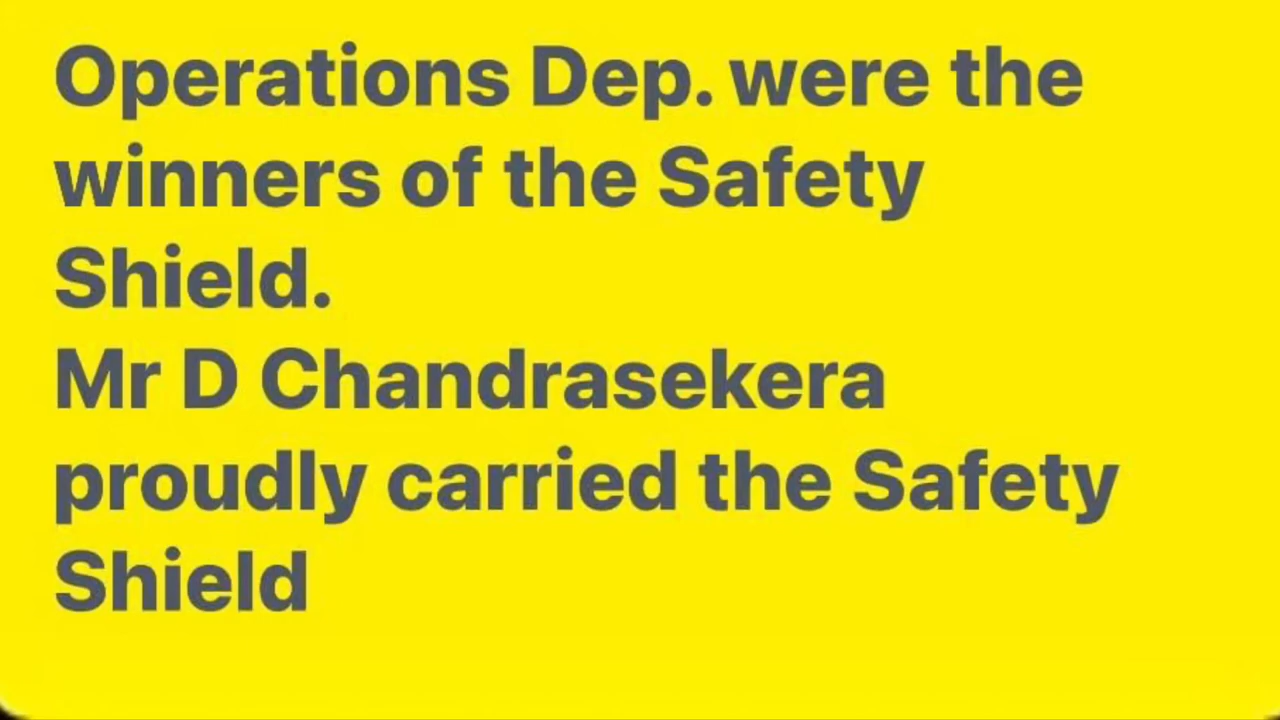 Operations Dep. were the
winners of the Safety
Shield.
Mr D Chandrasekera
proudly carried the Safety
Shield